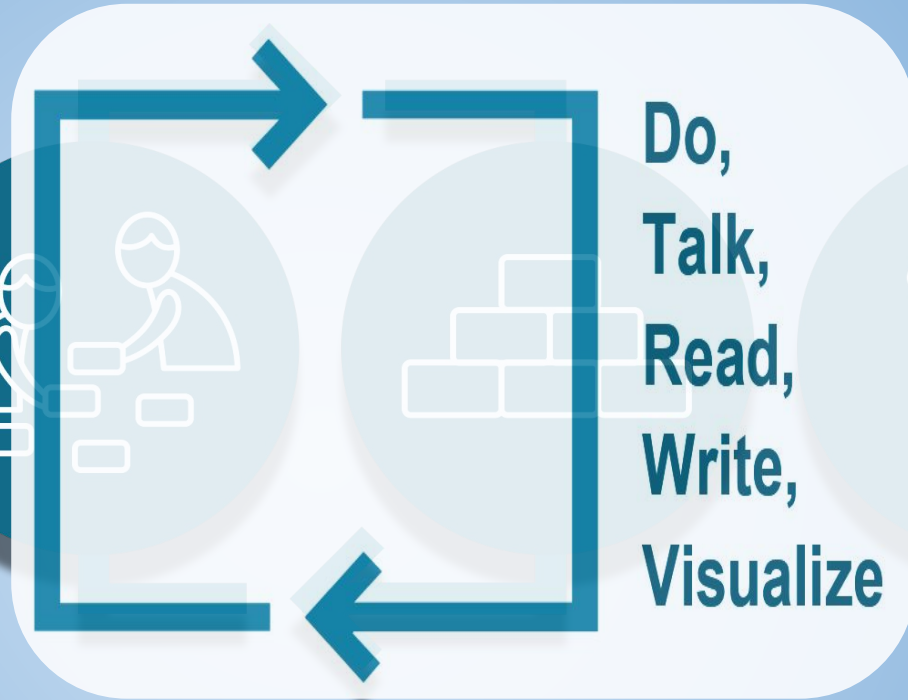 Do,
Talk,
Read,
Write,
Visualize